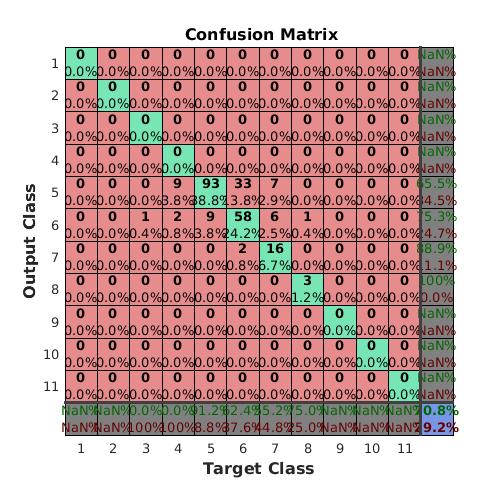 Confusion Matrix
0 0 0 0 0 0 0 0 0 0 0 NaN%
1
0.0% 0.0% 0.0% 0.0% 0.0% 0.0% 0.0% 0.0% 0.0% 0.0% 0.0% NaN%
0 0 0 0 0 0 0 0 0 0 0 NaN%
2
0.0% 0.0% 0.0% 0.0% 0.0% 0.0% 0.0% 0.0% 0.0% 0.0% 0.0% NaN%
0 0 0 0 0 0 0 0 0 0 0 NaN%
3
0.0% 0.0% 0.0% 0.0% 0.0% 0.0% 0.0% 0.0% 0.0% 0.0% 0.0% NaN%
0 0 0 0 0 0 0 0 0 0 0 NaN%
4
0.0% 0.0% 0.0% 0.0% 0.0% 0.0% 0.0% 0.0% 0.0% 0.0% 0.0% NaN%
0 0 0 9 93 33 7 0 0 0 0 65.5%
5
0.0% 0.0% 0.0% 3.8% 38.8% 13.8% 2.9% 0.0% 0.0% 0.0% 0.0% 34.5%
0 0 1 2 9 58 6 1 0 0 0 75.3%
6
0.0% 0.0% 0.4% 0.8% 3.8% 24.2% 2.5% 0.4% 0.0% 0.0% 0.0% 24.7%
0 0 0 0 0 2 16 0 0 0 0 88.9%
7
0.0% 0.0% 0.0% 0.0% 0.0% 0.8% 6.7% 0.0% 0.0% 0.0% 0.0% 11.1%
0 0 0 0 0 0 0 3 0 0 0 100%
8
0.0% 0.0% 0.0% 0.0% 0.0% 0.0% 0.0% 1.2% 0.0% 0.0% 0.0% 0.0%
0 0 0 0 0 0 0 0 0 0 0 NaN%
9
0.0% 0.0% 0.0% 0.0% 0.0% 0.0% 0.0% 0.0% 0.0% 0.0% 0.0% NaN%
0 0 0 0 0 0 0 0 0 0 0 NaN%
10
0.0% 0.0% 0.0% 0.0% 0.0% 0.0% 0.0% 0.0% 0.0% 0.0% 0.0% NaN%
0 0 0 0 0 0 0 0 0 0 0 NaN%
11
0.0% 0.0% 0.0% 0.0% 0.0% 0.0% 0.0% 0.0% 0.0% 0.0% 0.0% NaN%
NaN% NaN% 0.0% 0.0% 91.2% 62.4% 55.2% 75.0% NaN% NaN% NaN% 70.8%
NaN% NaN% 100% 100% 8.8% 37.6% 44.8% 25.0% NaN% NaN% NaN% 29.2%
1 2 3 4 5 6 7 8 9 10 11
Target Class
Output Class